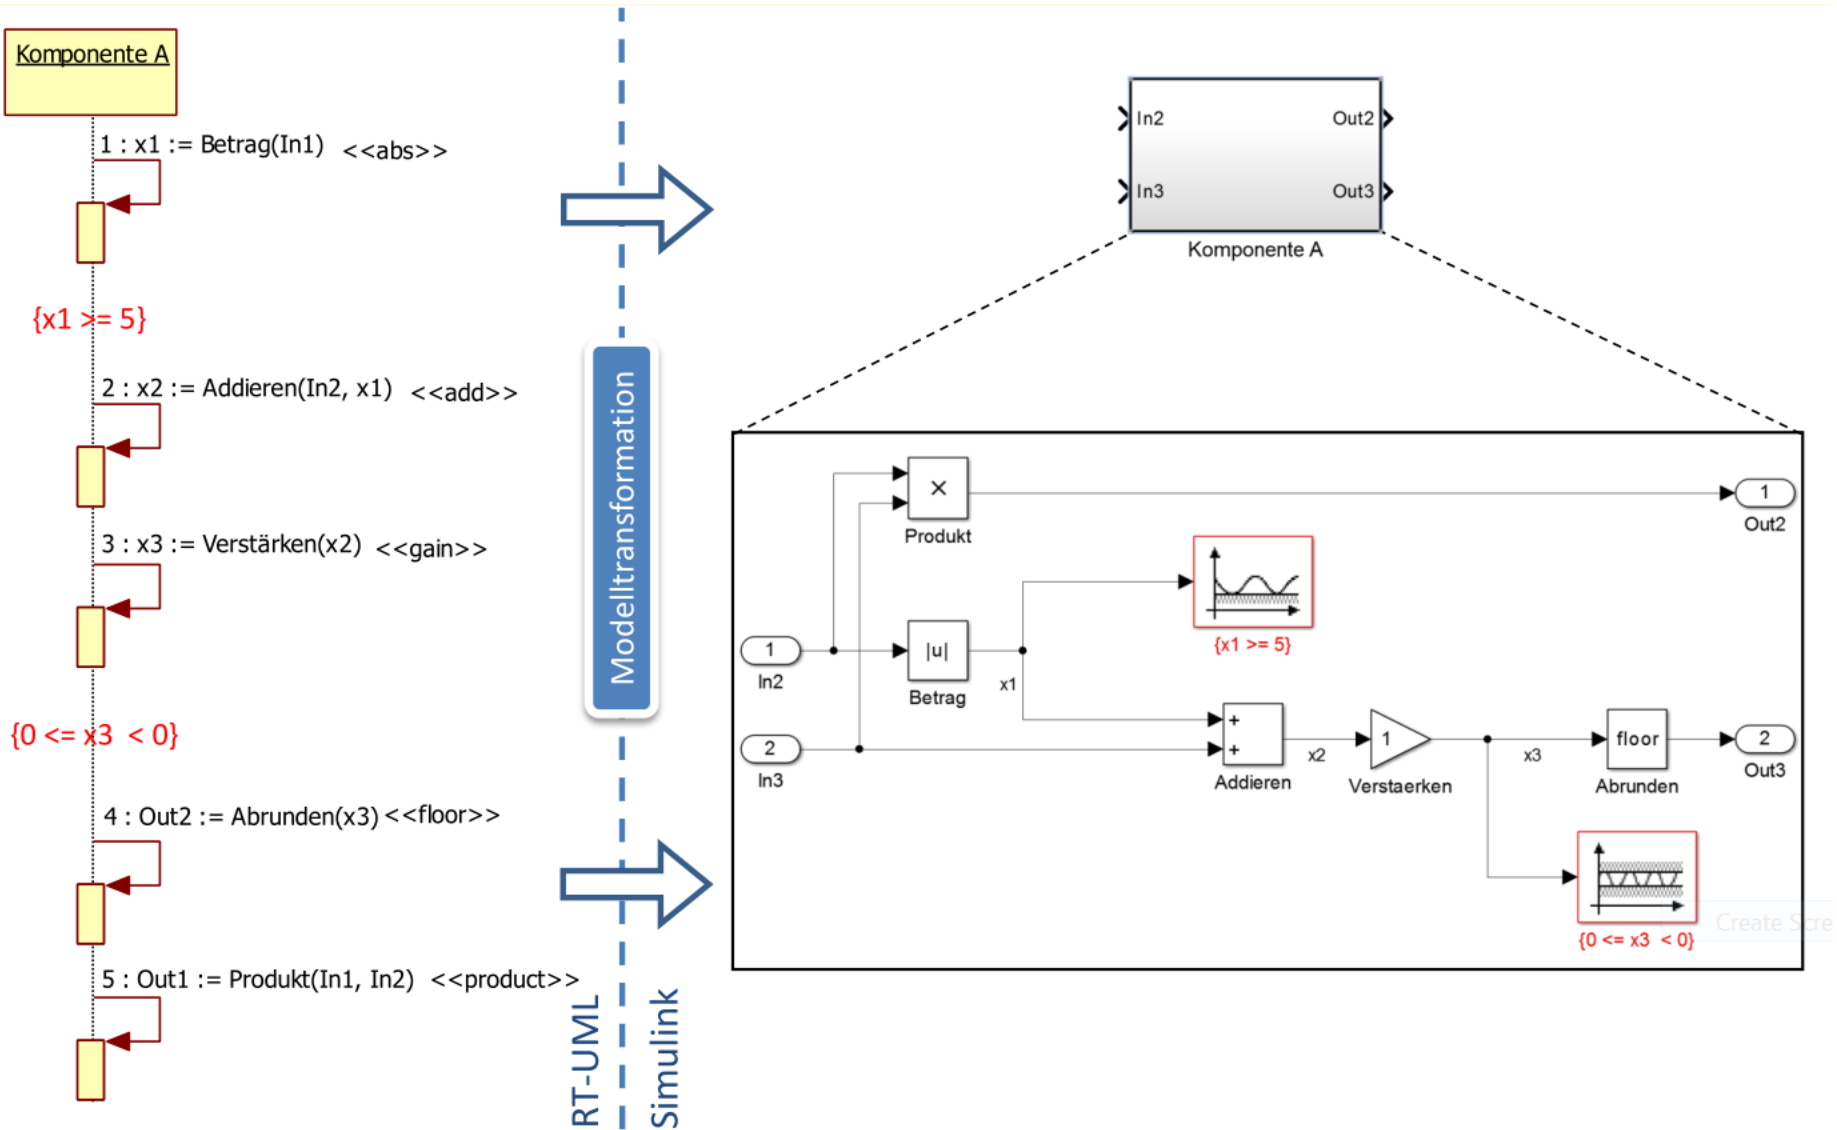 Komponente A
1 : x1 := Betrag(In1) <<abs>>
{x1 >= 5}
2 : x2 := Addieren(In2, x1) <<add>>
3 : x3 := Verstärken(x2) <<gain>>
{0 <= x3 < 0}
4 : Out2 := Abrunden(x3) <<floor>>
5 : Out1 := Produkt(In1, In2) <<product>>
Modelltransformation
RT-UML
Simulink
In2 Out2
In3 Out3
Komponente A
×
Produkt
1
Out2
{x1 >= 5}
1
In2
|u|
Betrag
x1
2
In3
+
+
Addieren
x2
1
Verstaerken
x3
floor
Abrunden
2
Out3
{0 <= x3 < 0}
Create Scre